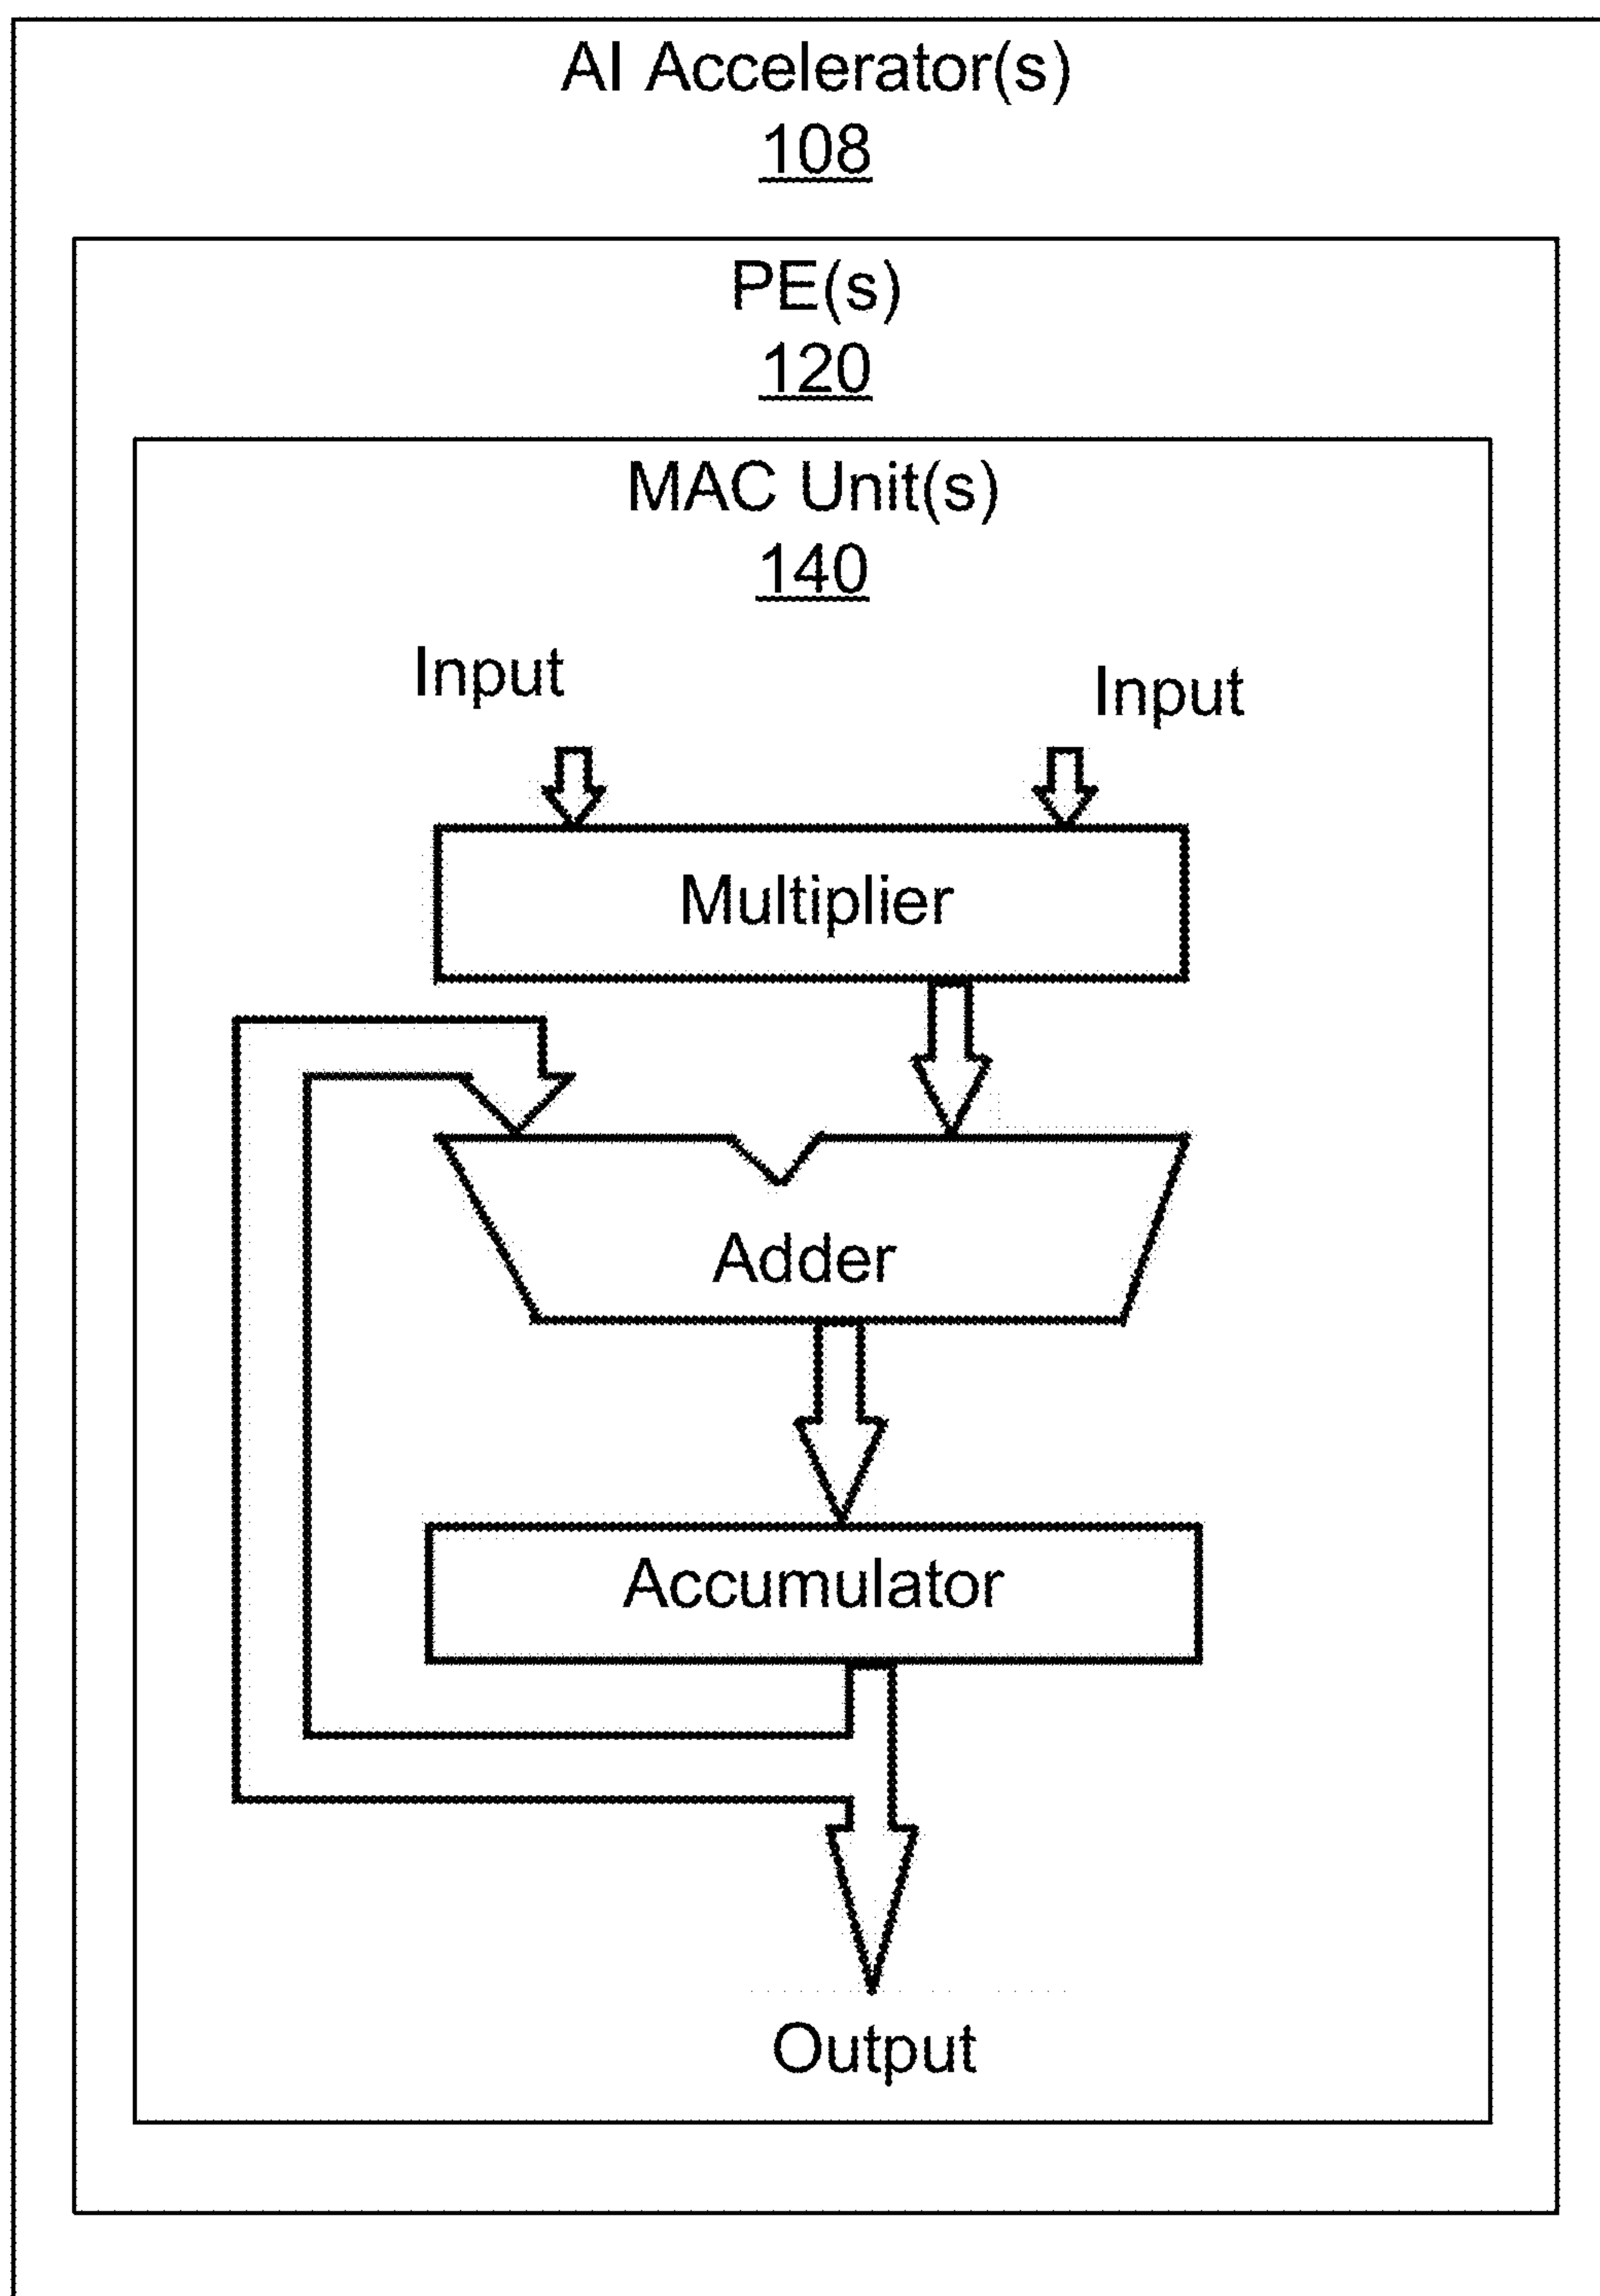 AI Accelerator(s)
108
PE(s)
120
MAC Unit(s)
140
Input
Input
Multiplier
Adder
Accumulator
Output